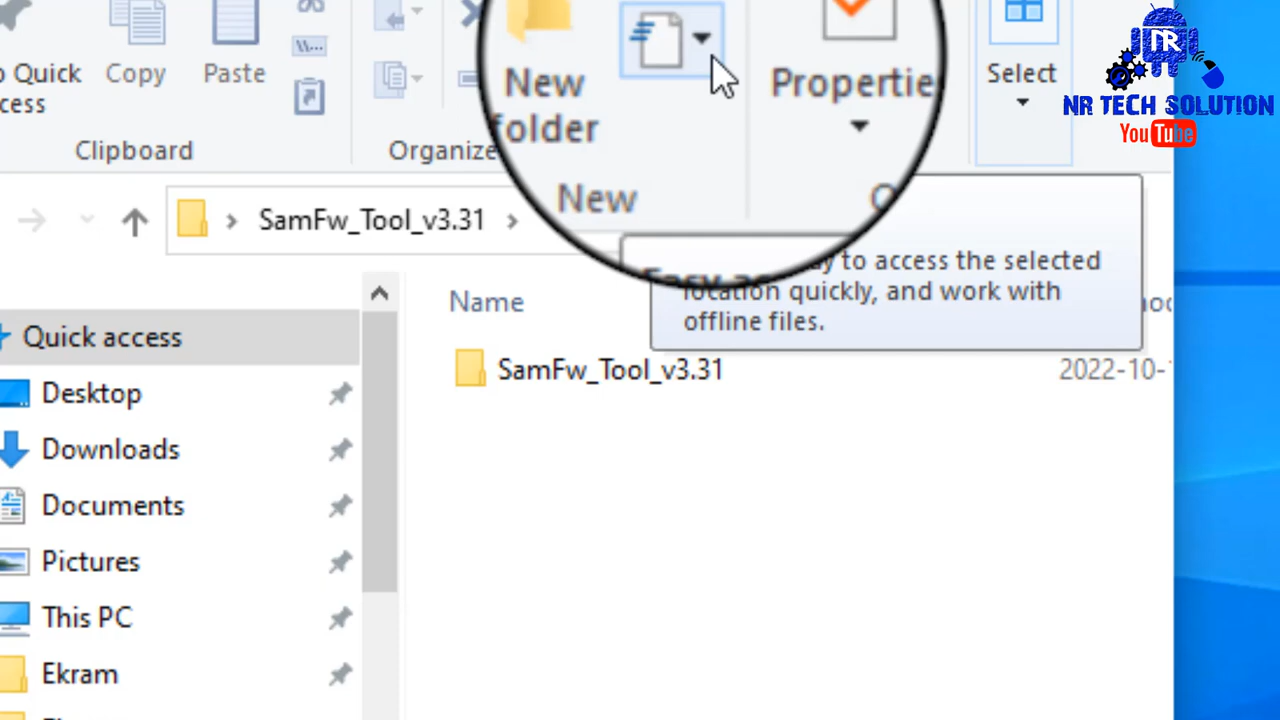 o Quick
cess
Copy
Paste
Clipboard
Organize
New
folder
New
Propertie
Select
NR
NR TECH SOLUTION
YouTube
SamFw_Tool_v3.31
to access the selected
location quickly, and work with
offline files.
Name
SamFw_Tool_v3.31
2022-10-
Quick access
Desktop
Downloads
Documents
Pictures
This PC
Ekram